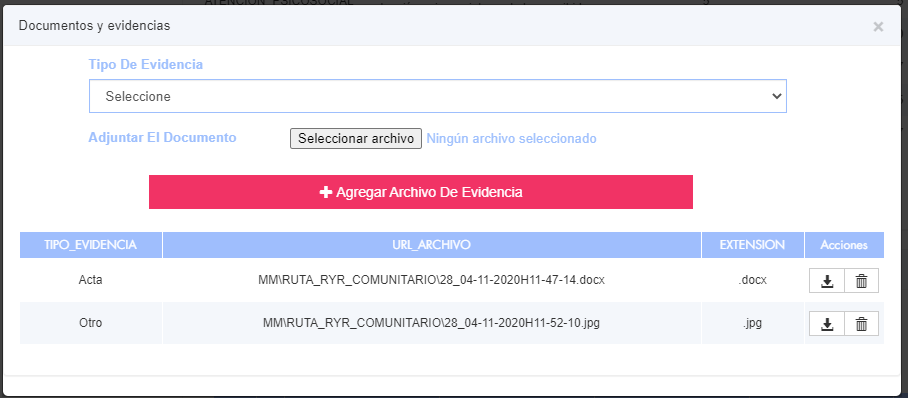 Documentos y evidencias ×
Tipo De Evidencia
Seleccione
Adjuntar El Documento Seleccionar archivo Ningún archivo seleccionado
+ Agregar Archivo De Evidencia
TIPO_EVIDENCIA URL_ARCHIVO EXTENSION Acciones
Acta MM\RUTA_RYR_COMUNITARIO\28_04-11-2020H11-47-14.docx .docx
Otro MM\RUTA_RYR_COMUNITARIO\28_04-11-2020H11-52-10.jpg .jpg